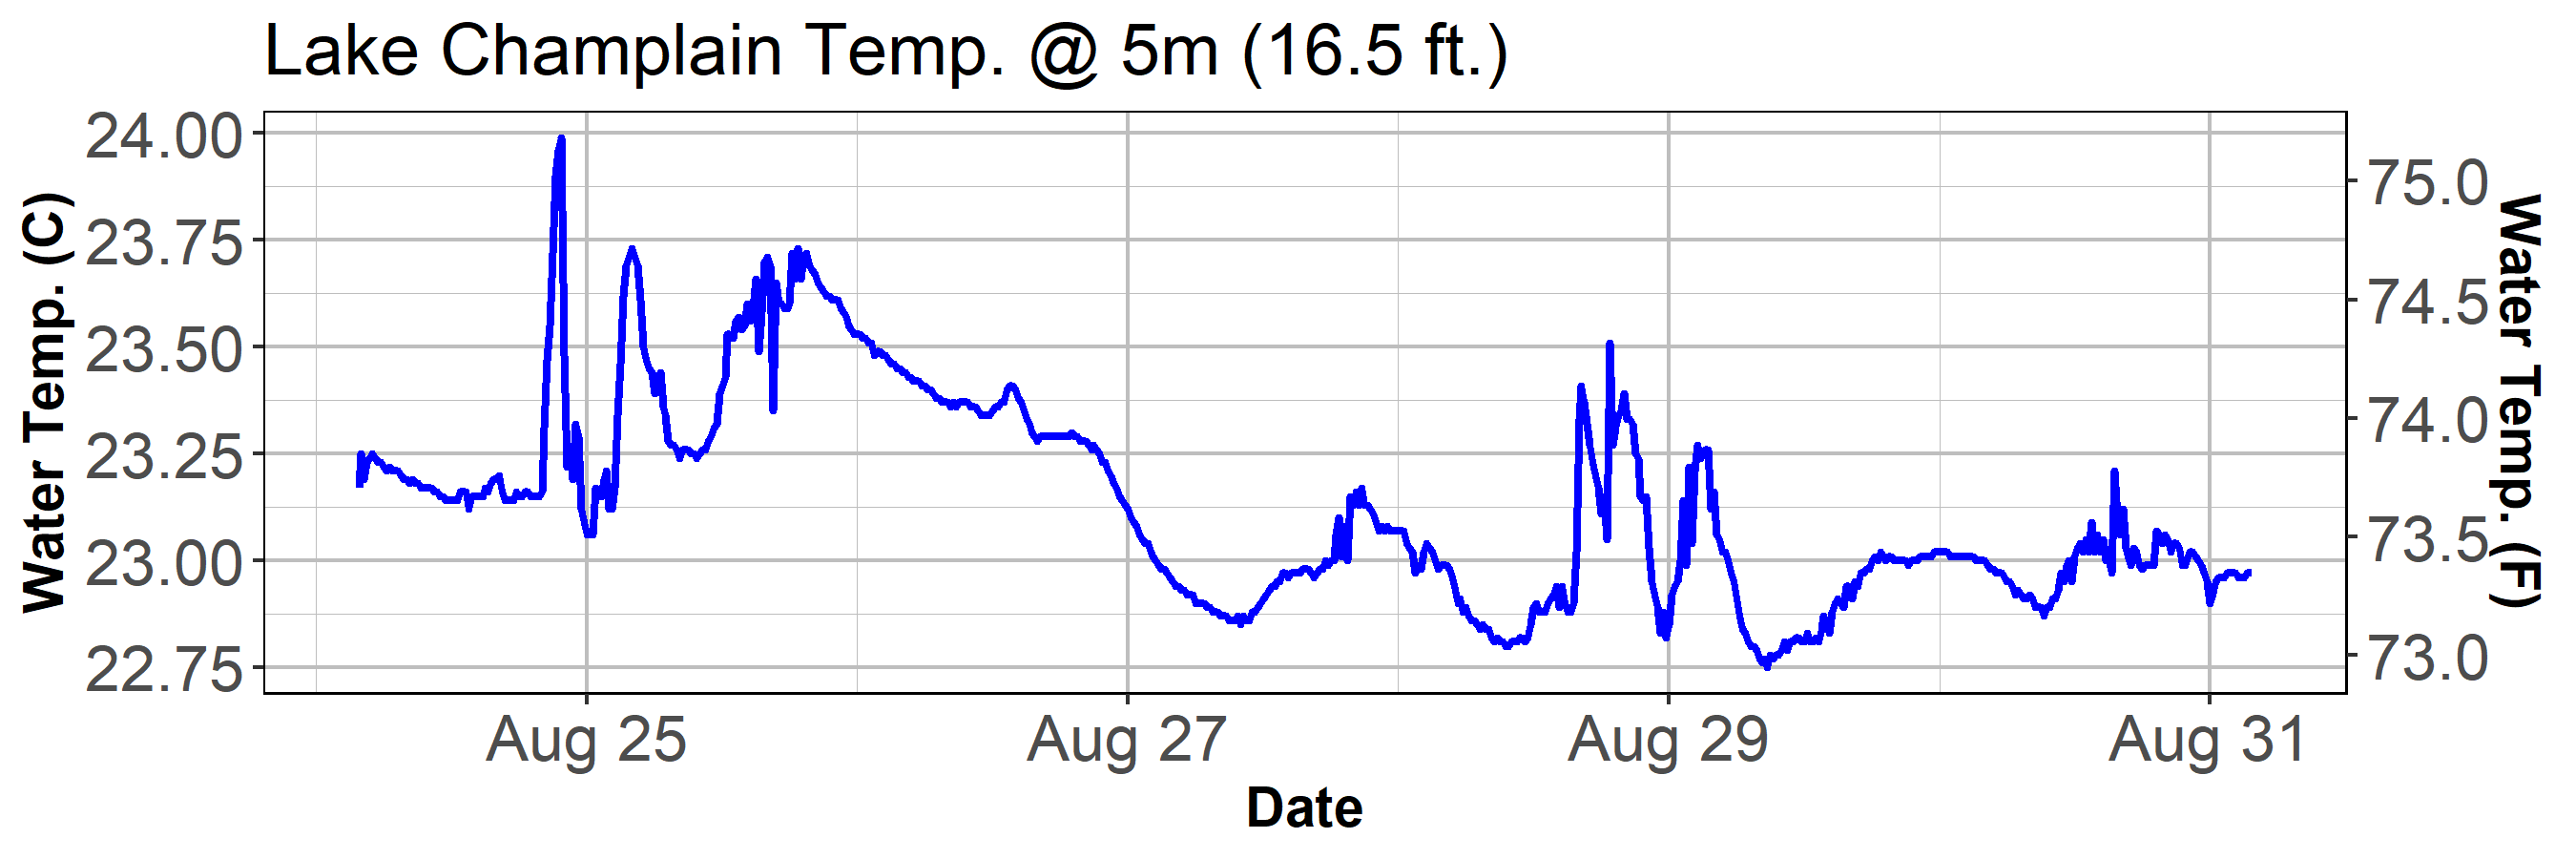 Lake Champlain Temp. @ 5m (16.5 ft.)
Water Temp. (C)
24.00
23.75
23.50
23.25
23.00
22.75
75.0
74.5
74.0
73.5
73.0
Water Temp. (F)
Aug 25 Aug 27 Aug 29 Aug 31
Date